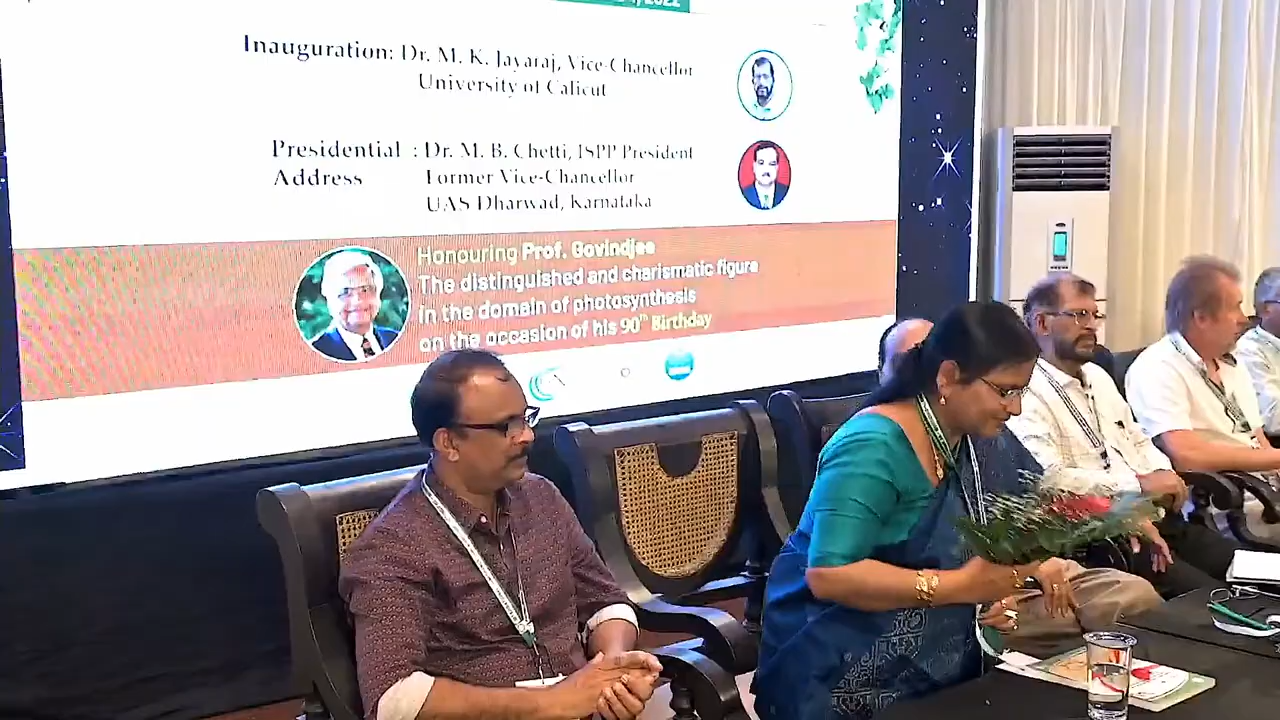 Inauguration: Dr. M. K. Jayaraj, Vice-Chancellor
University of Calicut
Presidential : Dr. M. B. Chetti, ISPP President
Address Former Vice-Chancellor
UAS Dharwad, Karnataka
Honouring Prof. Govindjee
The distinguished and charismatic figure
in the domain of photosynthesis
on the occasion of his 90th Birthday